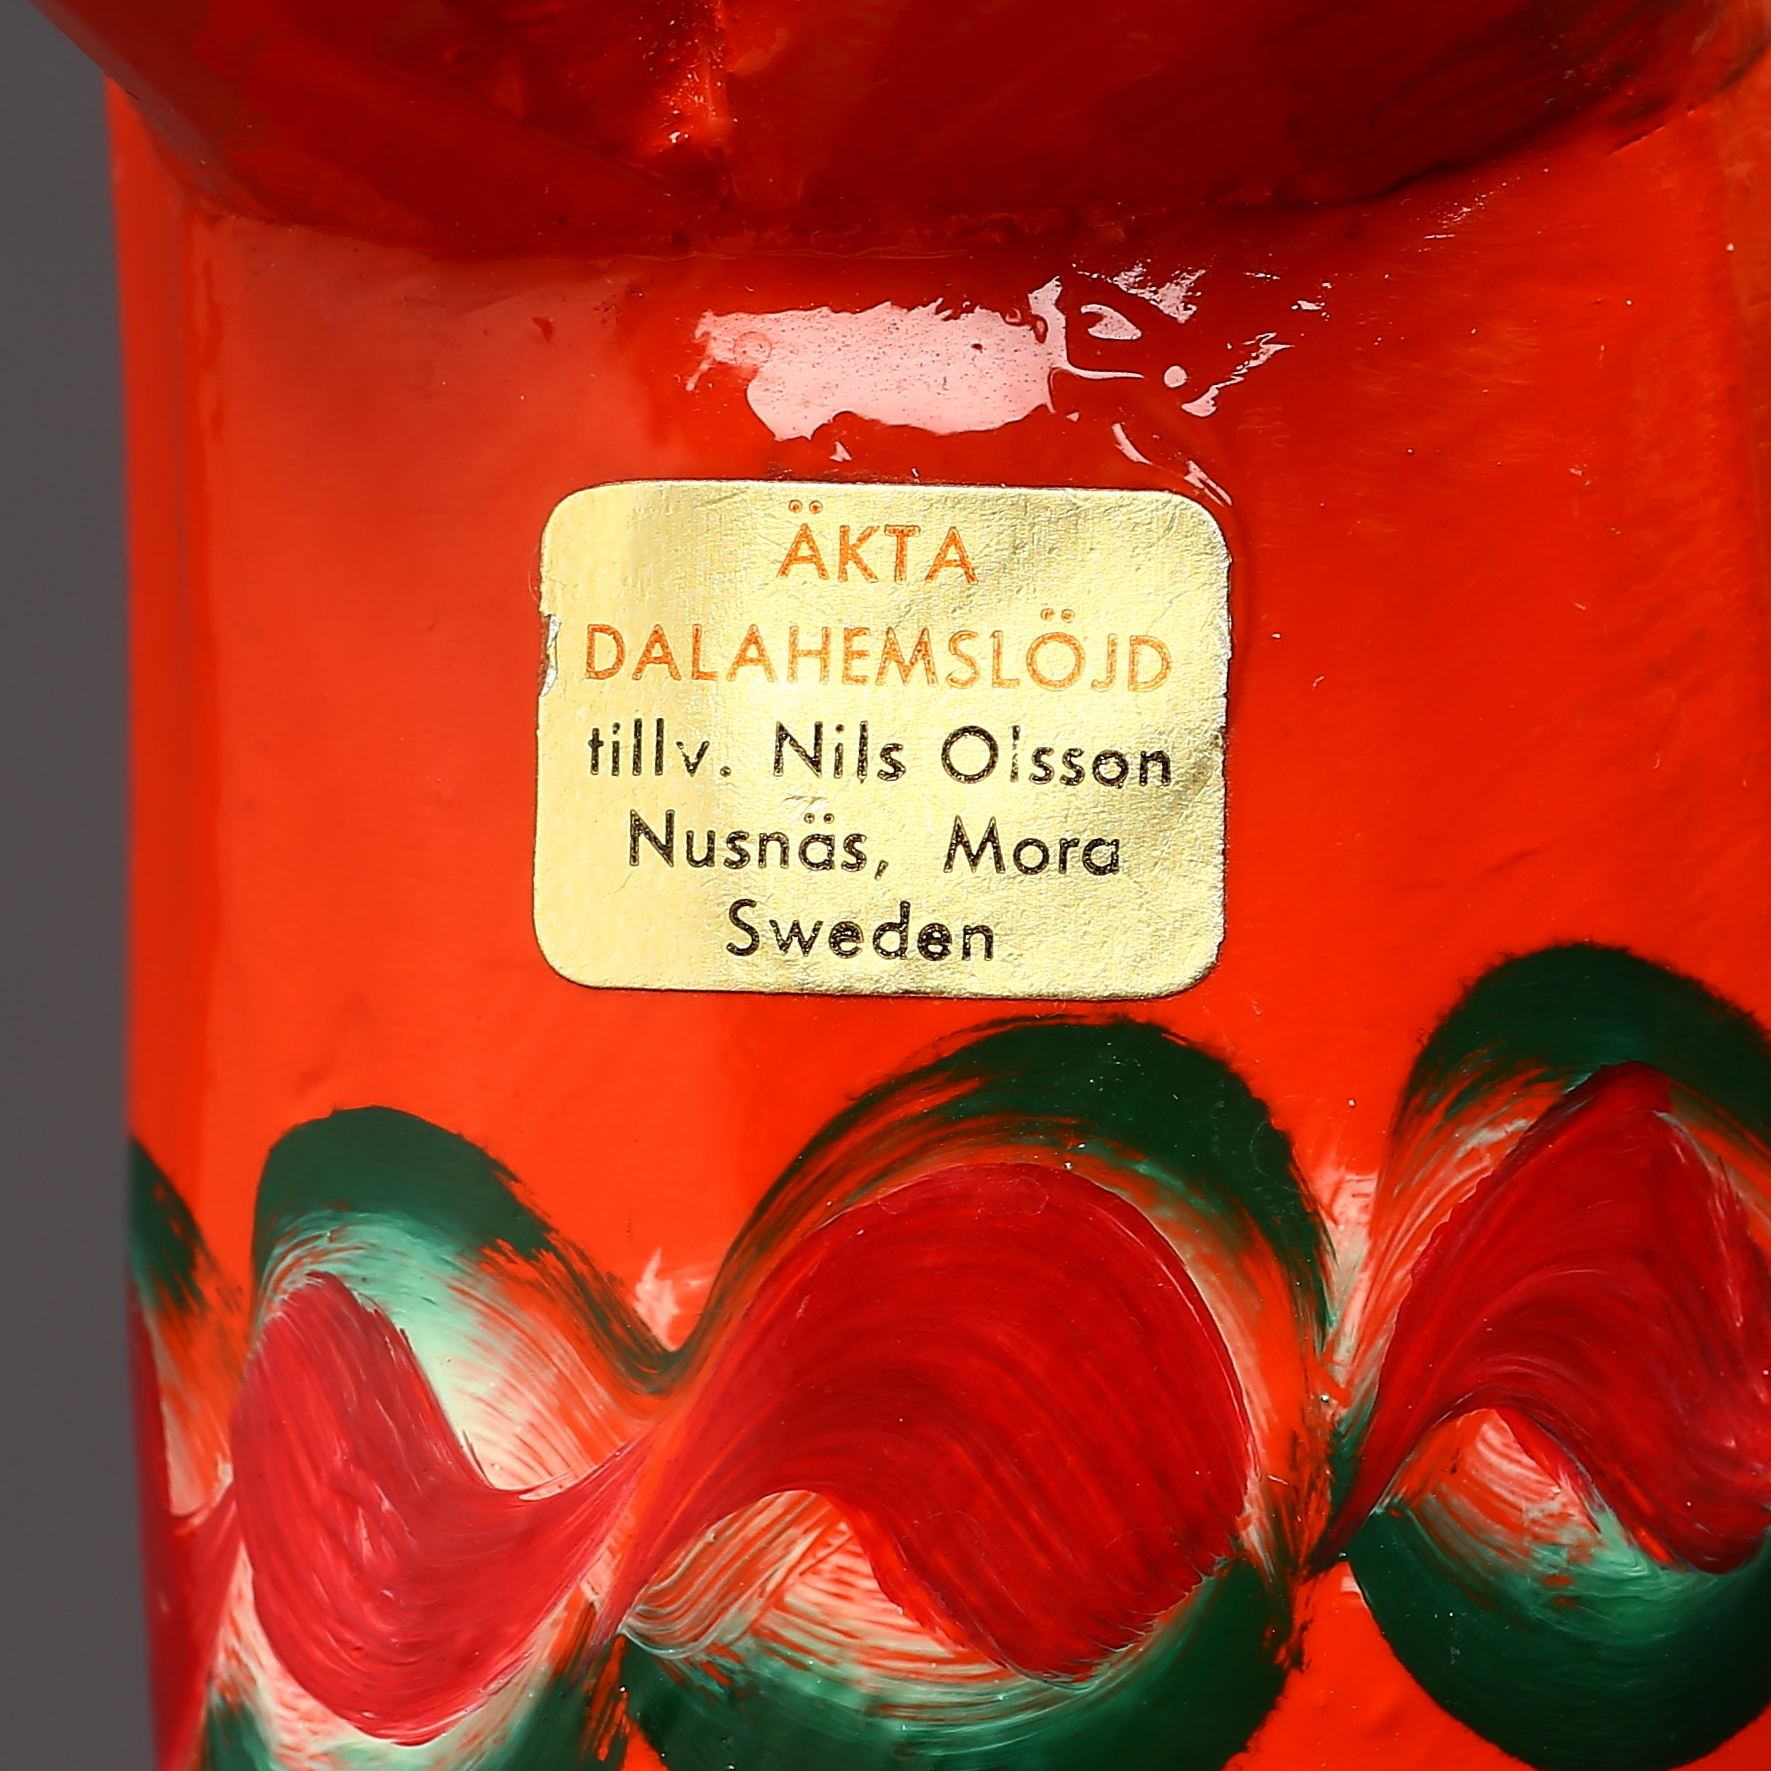 ÄKTA
DALAHEMSLÖJD
tillv. Nils Olsson
Nusnäs, Mora
Sweden